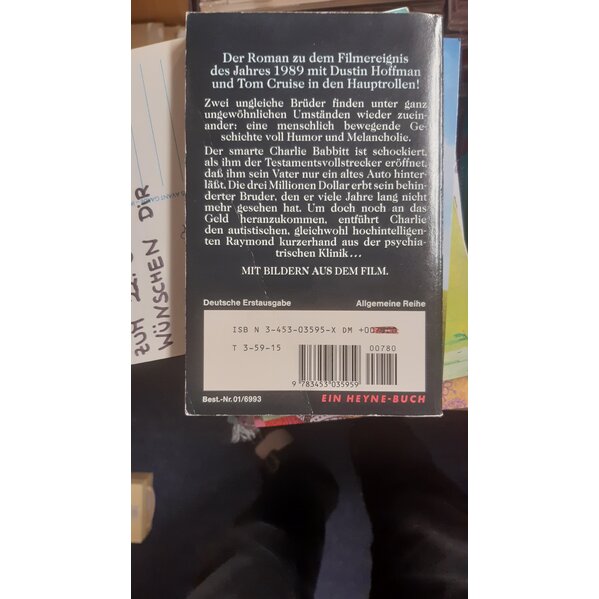 Der Roman zu dem Filmereignis
des Jahres 1989 mit Dustin Hoffman
und Tom Cruise in den Hauptrollen!
Zwei ungleiche Brüder finden unter ganz
ungewöhnlichen Umständen wieder zuein-
ander: eine menschlich bewegende Ge-
schichte voll Humor und Melancholie.
Der smarte Charlie Babbitt ist schockiert,
als ihm der Testamentsvollstrecker eröffnet,
daß ihm sein Vater nur ein altes Auto hinter-
läßt. Die drei Millionen Dollar erbt sein behin-
derter Bruder, den er viele Jahre lang nicht
mehr gesehen hat. Um doch noch an das
Geld heranzukommen, entführt Charlie
den autistischen, gleichwohl hochintelligen-
ten Raymond kurzerhand aus der psychia-
trischen Klinik...
MIT BILDERN AUS DEM FILM.
Deutsche Erstausgabe Allgemeine Reihe
ISBN 3-453-03595-X DM
T 3-59-15 00780
9 783453 035959
Best.-Nr. 01/6993 EIN HEYNE-BUCH
ZUM
WÜNSCHEN DIR